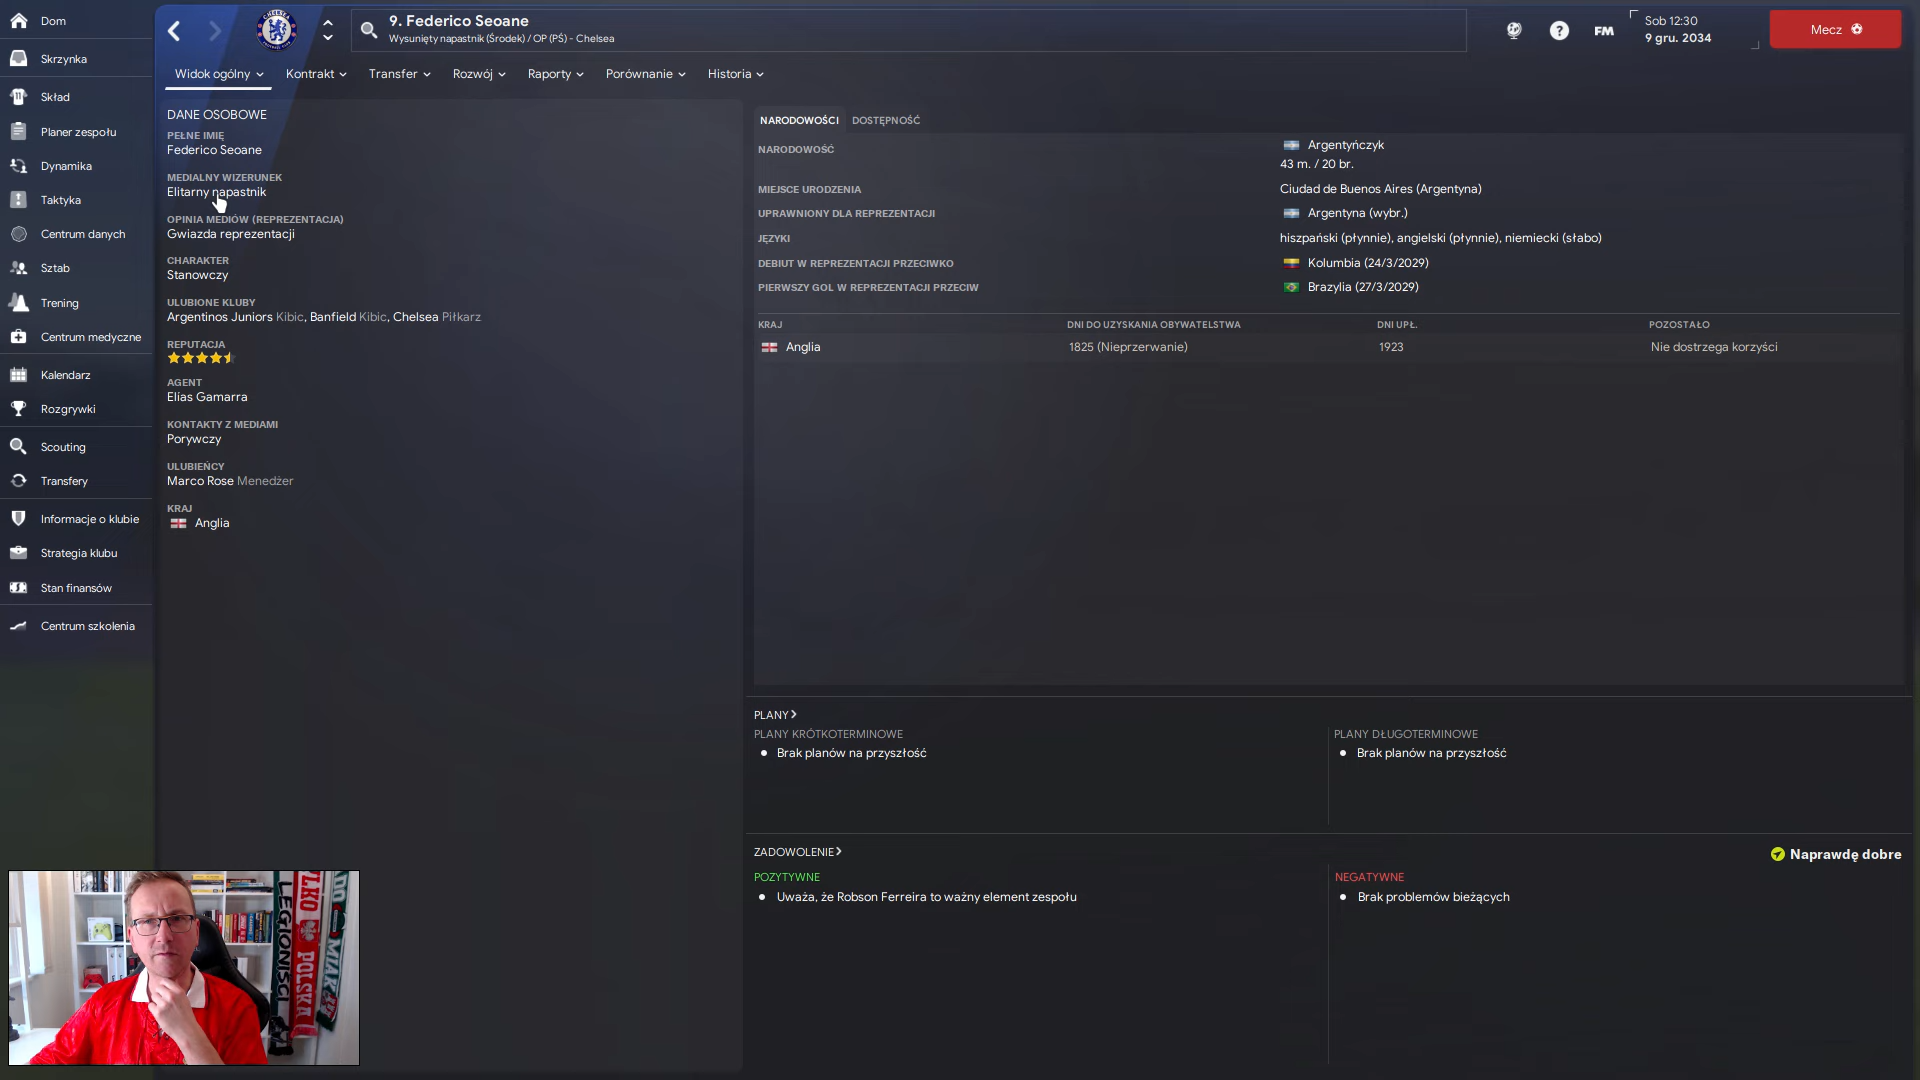 Dom
Skrzynka
Skład
Planer zespołu
Dynamika
Taktyka
Centrum danych
Sztab
Trening
Centrum medyczne
Kalendarz
Rozgrywki
Scouting
Transfery
Informacje o klubie
Strategia klubu
Stan finansów
Centrum szkolenia
9. Federico Seoane
Wysunięty napastnik (Środek) / OP (PŚ) - Chelsea
FM
Sob 12:30
9 gru. 2034
Mecz
Widok ogólny
Kontrakt
Transfer
Rozwój
Raporty
Porównanie
Historia
DANE OSOBOWE
PEŁNE IMIĘ
Federico Seoane
MEDIALNY WIZERUNEK
Elitarny napastnik
OPINIA MEDIÓW (REPREZENTACJA)
Gwiazda reprezentacji
CHARAKTER
Stanowczy
ULUBIONE KLUBY
Argentinos Juniors Kibic, Banfield Kibic, Chelsea Piłkarz
REPUTACJA
AGENT
Elías Gamarra
KONTAKTY Z MEDIAMI
Porywczy
ULUBIEŃCY
Marco Rose Menedżer
KRAJ
Anglia
NARODOWOŚCI DOSTĘPNOŚĆ
NARODOWOŚĆ
Argentyńczyk
43 m. / 20 br.
MIEJSCE URODZENIA
Ciudad de Buenos Aires (Argentyna)
UPRAWNIONY DLA REPREZENTACJI
Argentyna (wybr.)
JĘZYKI
hiszpański (płynnie), angielski (płynnie), niemiecki (słabo)
DEBIUT W REPREZENTACJI PRZECIWKO
Kolumbia (24/3/2029)
PIERWSZY GOL W REPREZENTACJI PRZECIW
Brazylia (27/3/2029)
KRAJ DNI DO UZYSKANIA OBYWATELSTWA DNI UPŁ. POZOSTAŁO
Anglia 1825 (Nieprzerwanie) 1923 Nie dostrzega korzyści
PLANY
PLANY KRÓTKOTERMINOWE
Brak planów na przyszłość
PLANY DŁUGOTERMINOWE
Brak planów na przyszłość
ZADOWOLENIE
Naprawdę dobre
POZYTYWNE
Uważa, że Robson Ferreira to ważny element zespołu
NEGATYWNE
Brak problemów bieżących
LEGIONIŚCI
POLSKA